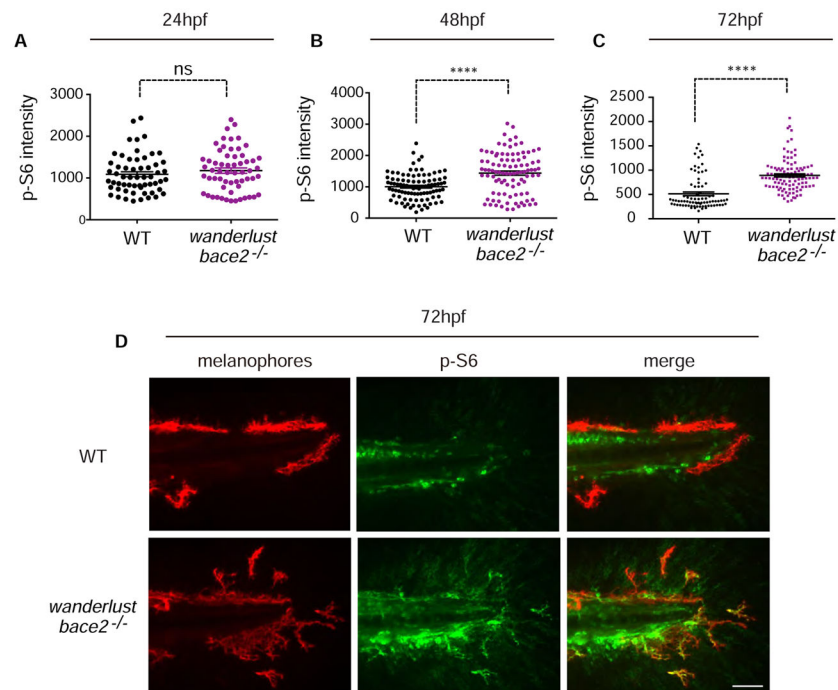 24hpf
48hpf
72hpf
A
B
C
ns
****
****
p-S6 intensity
3000
2000
1000
0
WT
wanderlust
bace2-/-
p-S6 intensity
4000
3000
2000
1000
0
WT
wanderlust
bace2-/-
p-S6 intensity
2500
2000
1500
1000
500
0
WT
wanderlust
bace2-/-
72hpf
D
melanophores
p-S6
merge
WT
wanderlust
bace2-/-